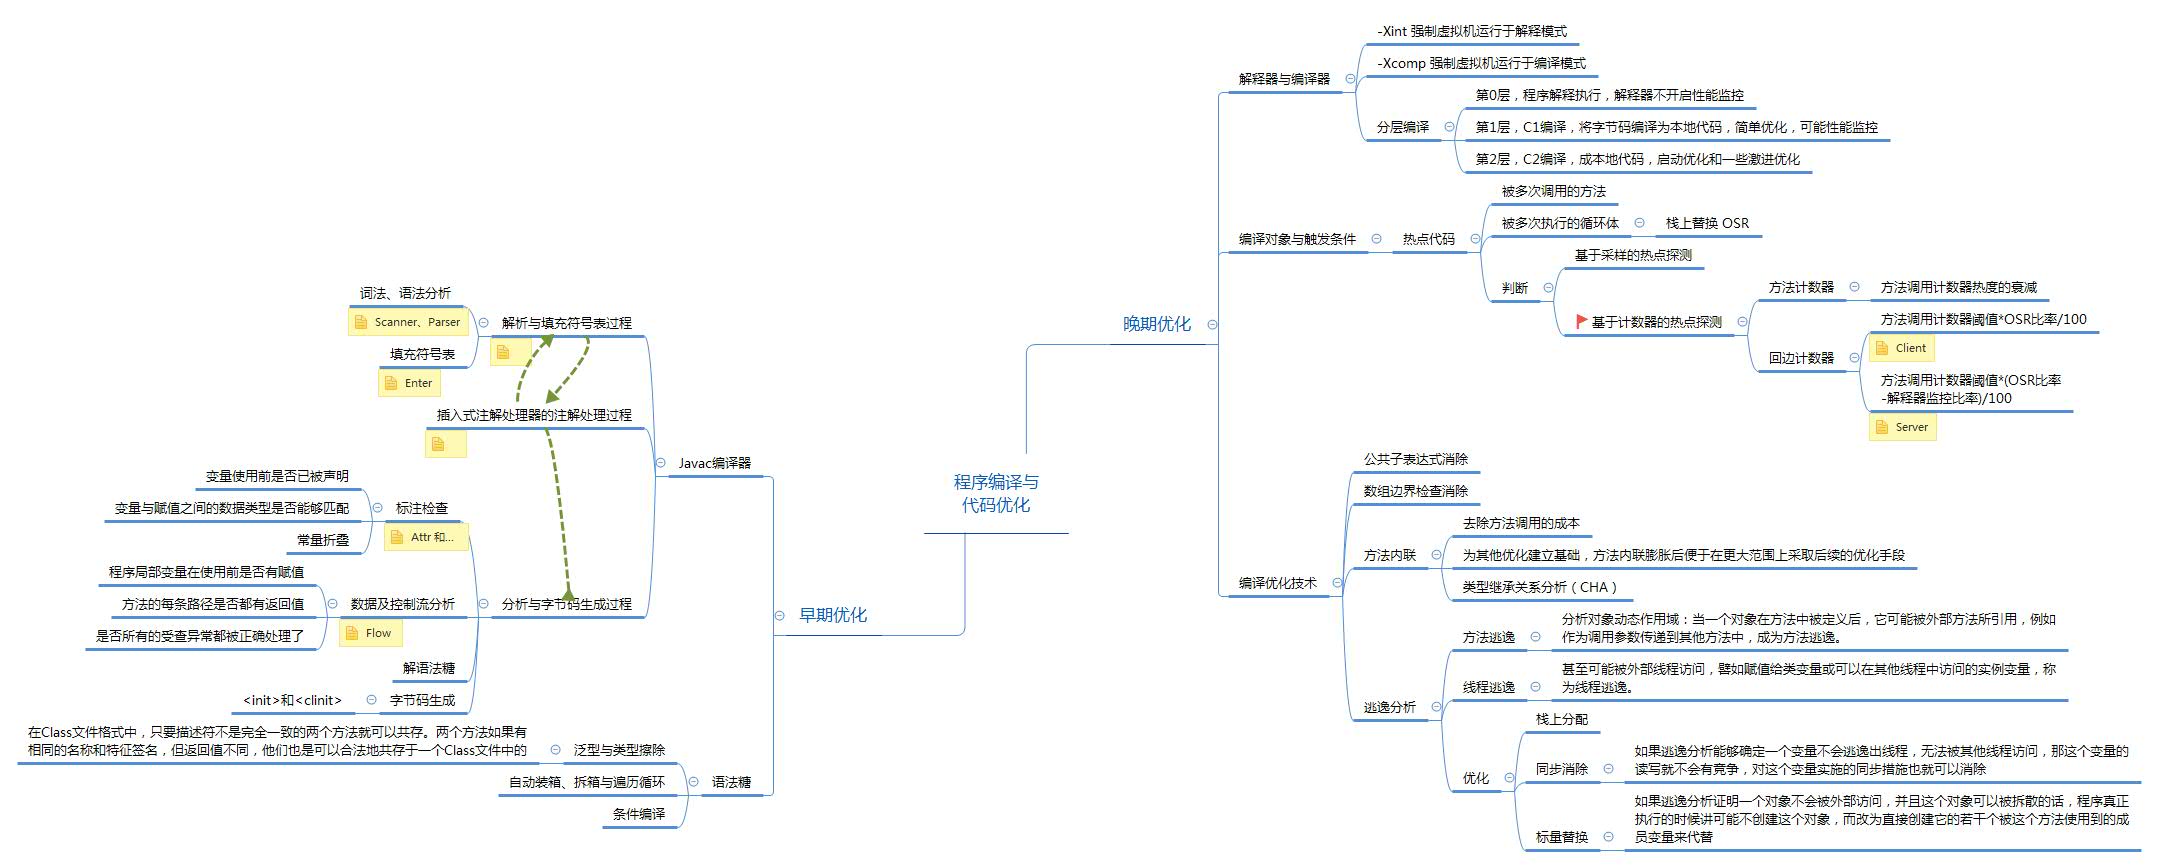 程序编译与
代码优化
晚期优化
解释器与编译器
-Xint 强制虚拟机运行于解释模式
-Xcomp 强制虚拟机运行于编译模式
分层编译
第0层，程序解释执行，解释器不开启性能监控
第1层，C1编译，将字节码编译为本地代码，简单优化，可能性能监控
第2层，C2编译，成本地代码，启动优化和一些激进优化
编译对象与触发条件
热点代码
被多次调用的方法
被多次执行的循环体
栈上替换 OSR
判断
基于采样的热点探测
基于计数器的热点探测
方法计数器
方法调用计数器热度的衰减
回边计数器
方法调用计数器阈值*OSR比率/100
Client
方法调用计数器阈值*(OSR比率
-解释器监控比率)/100
Server
编译优化技术
公共子表达式消除
数组边界检查消除
方法内联
去除方法调用的成本
为其他优化建立基础，方法内联膨胀后便于在更大范围上采取后续的优化手段
类型继承关系分析（CHA）
逃逸分析
方法逃逸
分析对象动态作用域：当一个对象在方法中被定义后，它可能被外部方法所引用，例如
作为调用参数传递到其他方法中，成为方法逃逸。
线程逃逸
甚至可能被外部线程访问，譬如赋值给类变量或可以在其他线程中访问的实例变量，称
为线程逃逸。
优化
栈上分配
同步消除
如果逃逸分析能够确定一个变量不会逃逸出线程，无法被其他线程访问，那这个变量的
读写就不会有竞争，对这个变量实施的同步措施也就可以消除
标量替换
如果逃逸分析证明一个对象不会被外部访问，并且这个对象可以被拆散的话，程序真正
执行的时候讲可能不创建这个对象，而改为直接创建它的若干个被这个方法使用到的成
员变量来代替
早期优化
Javac编译器
解析与填充符号表过程
词法、语法分析
Scanner、Parser
填充符号表
Enter
插入式注解处理器的注解处理过程
分析与字节码生成过程
标注检查
Attr 和...
变量使用前是否已被声明
变量与赋值之间的数据类型是否能够匹配
常量折叠
数据及控制流分析
Flow
程序局部变量在使用前是否有赋值
方法的每条路径是否都有返回值
是否所有的受查异常都被正确处理了
解语法糖
字节码生成
<init>和<clinit>
语法糖
泛型与类型擦除
在Class文件格式中，只要描述符不是完全一致的两个方法就可以共存。两个方法如果有
相同的名称和特征签名，但返回值不同，他们也是可以合法地共存于一个Class文件中的
自动装箱、拆箱与遍历循环
条件编译